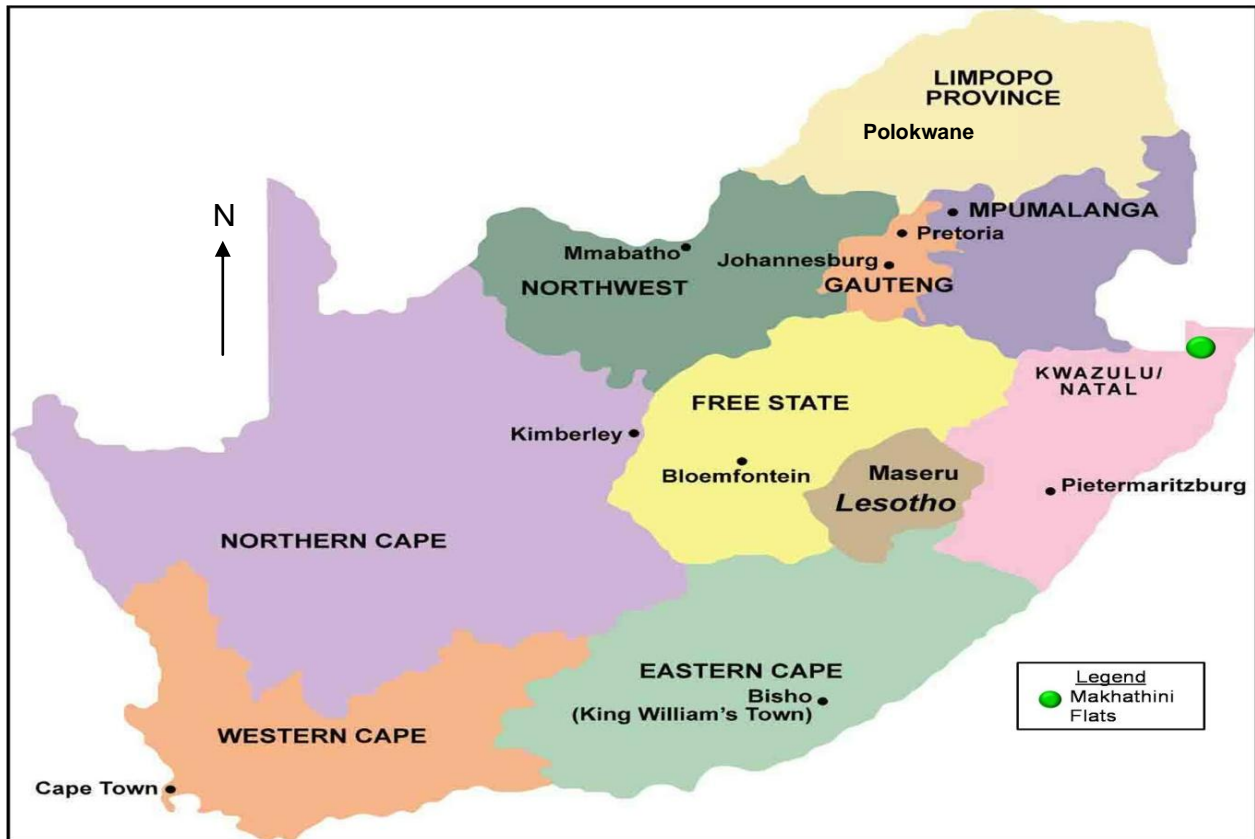 LIMPOPO
PROVINCE
Polokwane
N
MPUMALANGA
Pretoria
Mmabatho
Johannesburg
NORTHWEST
GAUTENG
KWAZULU/
NATAL
FREE STATE
Kimberley
Bloemfontein
Maseru
Lesotho
Pietermaritzburg
NORTHERN CAPE
EASTERN CAPE
Bisho
(King William's Town)
WESTERN CAPE
Cape Town
Legend
Makhathini
Flats